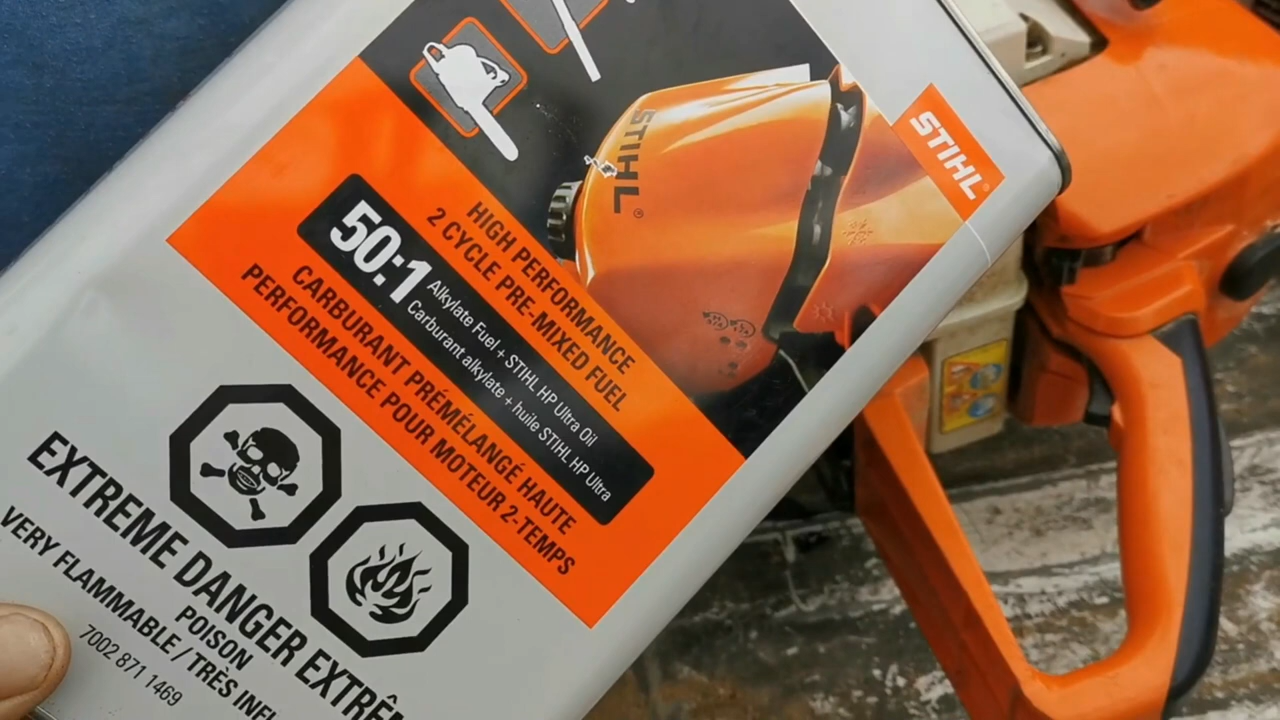 STIHL
STIHL
HIGH PERFORMANCE
2 CYCLE PRE-MIXED FUEL
50:1
Alkylate Fuel + STIHL HP Ultra Oil
Carburant alkylate + huile STIHL HP Ultra
CARBURANT PRÉMÉLANGÉ HAUTE
PERFORMANCE POUR MOTEUR 2-TEMPS
EXTREME DANGER EXTRÊ
POISON
VERY FLAMMABLE / TRÈS INFL
7002 871 1469